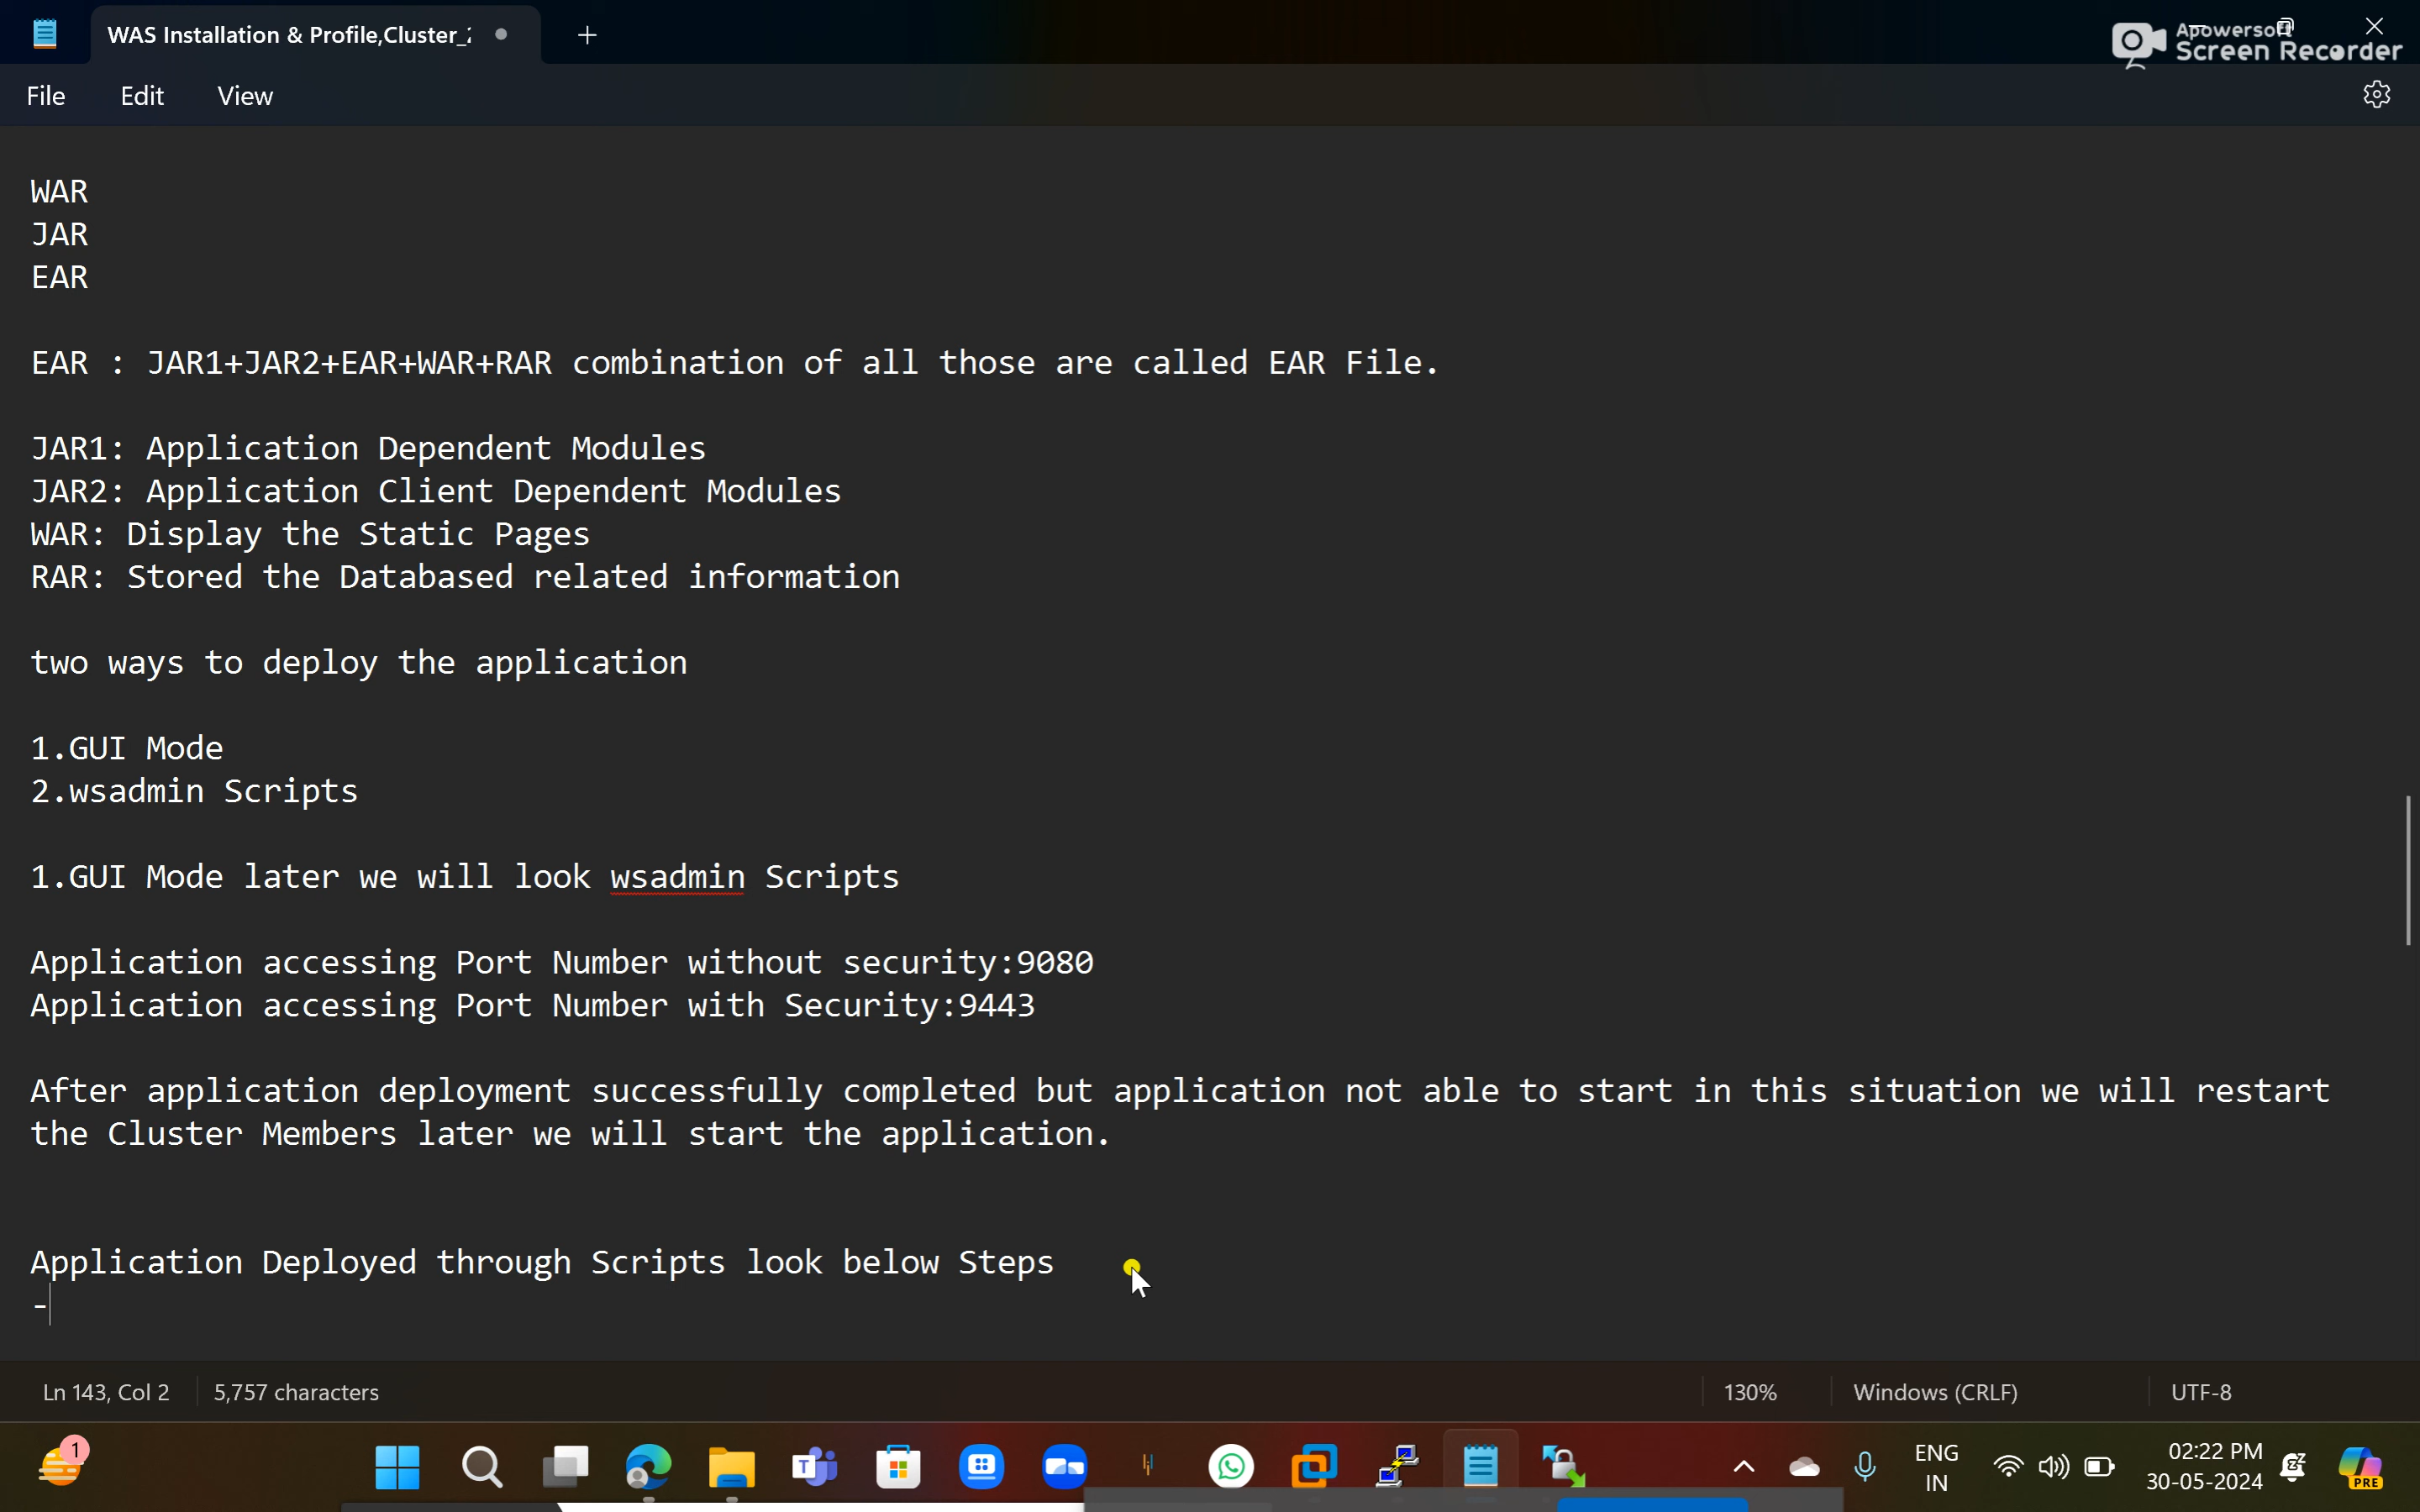 WAS Installation & Profile,Cluster_
Apowersoft
Screen Recorder
File Edit View
WAR
JAR
EAR
EAR : JAR1+JAR2+EAR+WAR+RAR combination of all those are called EAR File.
JAR1: Application Dependent Modules
JAR2: Application Client Dependent Modules
WAR: Display the Static Pages
RAR: Stored the Databased related information
two ways to deploy the application
1.GUI Mode
2.wsadmin Scripts
1.GUI Mode later we will look wsadmin Scripts
Application accessing Port Number without security:9080
Application accessing Port Number with Security:9443
After application deployment successfully completed but application not able to start in this situation we will restart
the Cluster Members later we will start the application.
Application Deployed through Scripts look below Steps
-
Ln 143, Col 2 5,757 characters 130% Windows (CRLF) UTF-8
1
ENG
IN
02:22 PM
30-05-2024
PRE